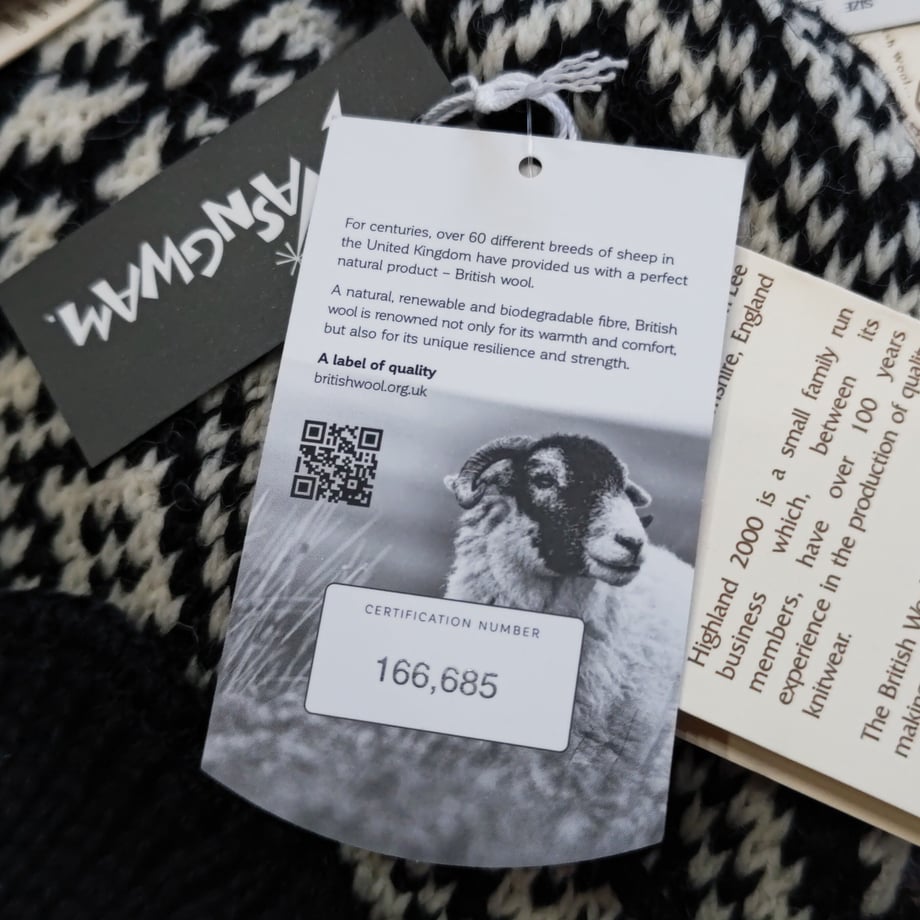 NASNGWAM.
For centuries, over 60 different breeds of sheep in
the United Kingdom have provided us with a perfect
natural product – British wool.
A natural, renewable and biodegradable fibre, British
wool is renowned not only for its warmth and comfort,
but also for its unique resilience and strength.
A label of quality
britishwool.org.uk
CERTIFICATION NUMBER
166,685
Lee
England
Highland 2000 is a small family run
business which, between its
members, have over 100 years
experience in the production of
knitwear.
The British
SIZE
Wool